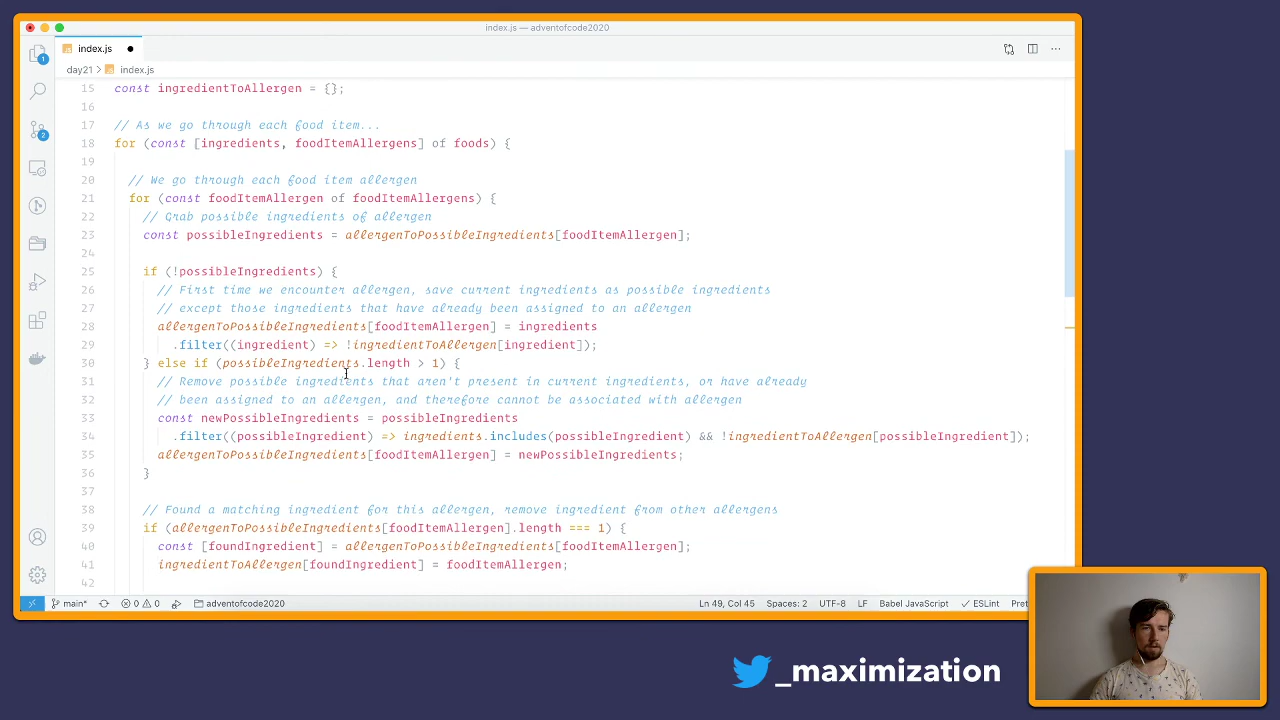 index.js — adventofcode2020
index.js
day21 > index.js
15 const ingredientToAllergen = {};
16
17 // As we go through each food item...
18 for (const [ingredients, foodItemAllergens] of foods) {
19
20 // We go through each food item allergen
21 for (const foodItemAllergen of foodItemAllergens) {
22 // Grab possible ingredients of allergen
23 const possibleIngredients = allergenToPossibleIngredients[foodItemAllergen];
24
25 if (!possibleIngredients) {
26 // First time we encounter allergen, save current ingredients as possible ingredients
27 // except those ingredients that have already been assigned to an allergen
28 allergenToPossibleIngredients[foodItemAllergen] = ingredients
29 .filter((ingredient) => !ingredientToAllergen[ingredient]);
30 } else if (possibleIngredients.length > 1) {
31 // Remove possible ingredients that aren't present in current ingredients, or have already
32 // been assigned to an allergen, and therefore cannot be associated with allergen
33 const newPossibleIngredients = possibleIngredients
34 .filter((possibleIngredient) => ingredients.includes(possibleIngredient) && !ingredientToAllergen[possibleIngredient]);
35 allergenToPossibleIngredients[foodItemAllergen] = newPossibleIngredients;
36 }
37
38 // Found a matching ingredient for this allergen, remove ingredient from other allergens
39 if (allergenToPossibleIngredients[foodItemAllergen].length === 1) {
40 const [foundIngredient] = allergenToPossibleIngredients[foodItemAllergen];
41 ingredientToAllergen[foundIngredient] = foodItemAllergen;
42
1
2
main* 0 0 adventofcode2020 Ln 49, Col 45 Spaces: 2 UTF-8 LF Babel JavaScript ESLint Pret
_maximization